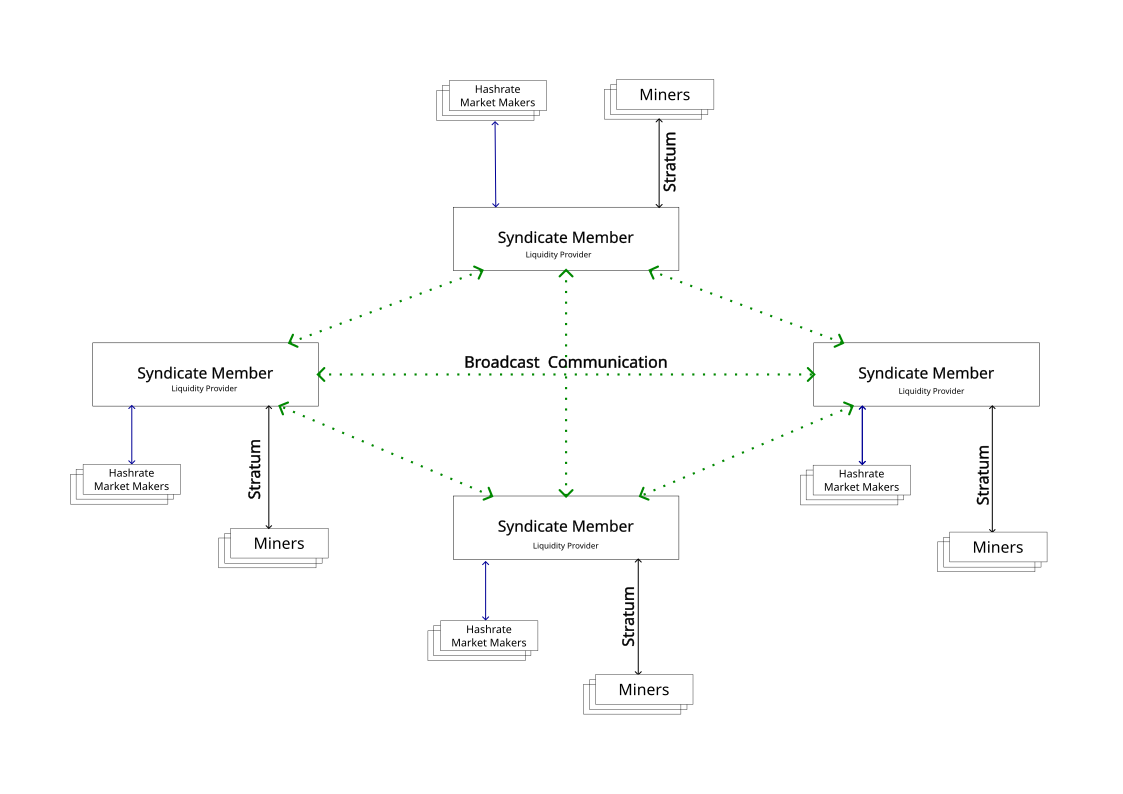 Hashrate
Market Makers
Miners
Stratum
Syndicate Member
Liquidity Provider
Broadcast Communication
Syndicate Member
Liquidity Provider
Syndicate Member
Liquidity Provider
Stratum
Hashrate
Market Makers
Miners
Stratum
Hashrate
Market Makers
Miners
Syndicate Member
Liquidity Provider
Stratum
Hashrate
Market Makers
Miners